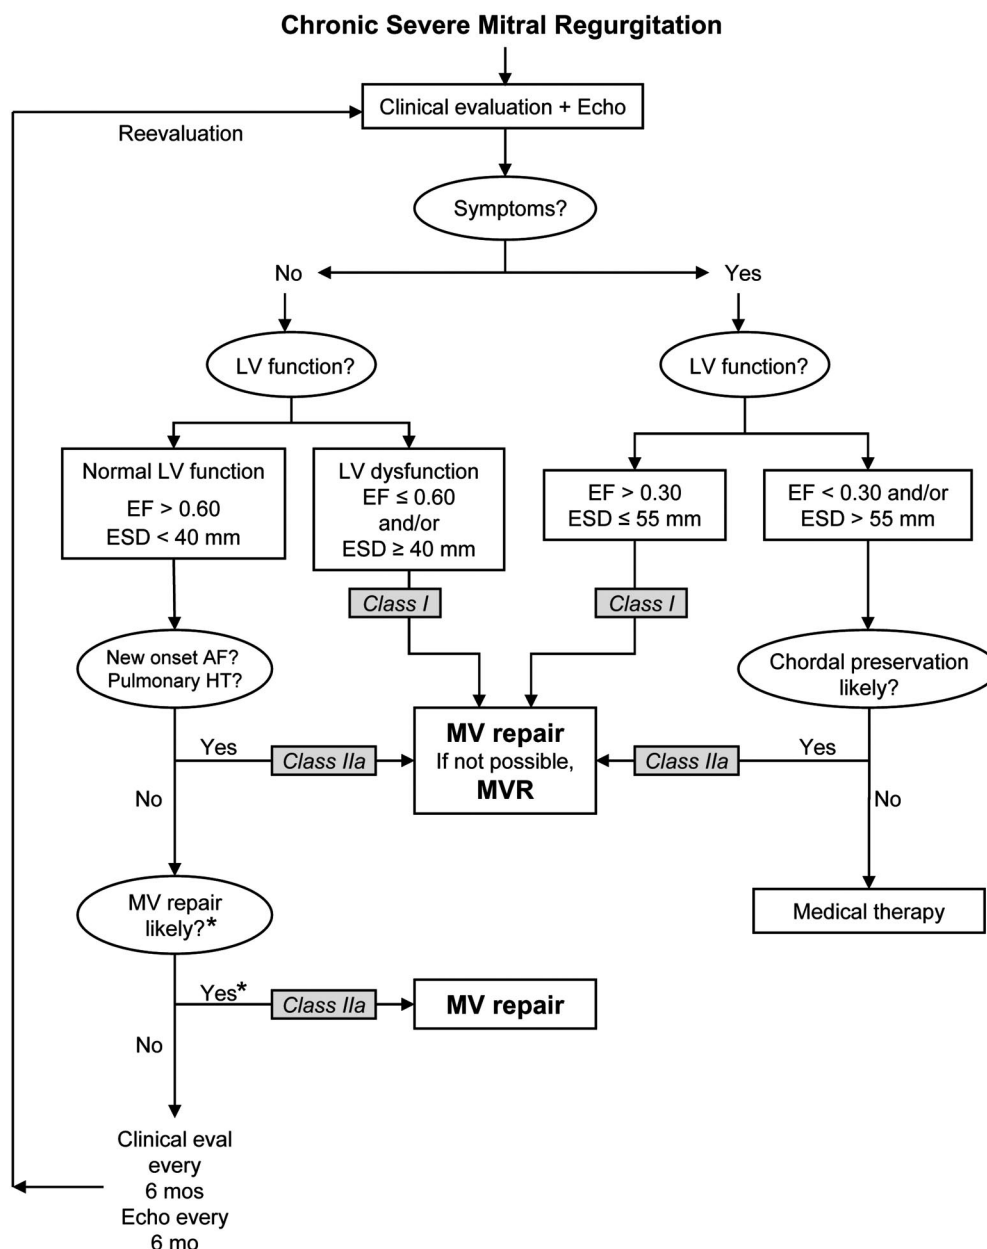 Chronic Severe Mitral Regurgitation
Clinical evaluation + Echo
Reevaluation
Symptoms?
No
Yes
LV function?
LV function?
Normal LV function
EF > 0.60
ESD < 40 mm
LV dysfunction
EF ≤ 0.60
and/or
ESD ≥ 40 mm
EF > 0.30
ESD ≤ 55 mm
EF < 0.30 and/or
ESD > 55 mm
Class I
Class I
New onset AF?
Pulmonary HT?
Chordal preservation
likely?
MV repair
If not possible,
MVR
Yes
Class IIa
Class IIa
Yes
No
No
MV repair
likely?*
Medical therapy
Yes*
Class IIa
MV repair
No
Clinical eval
every
6 mos
Echo every
6 mo